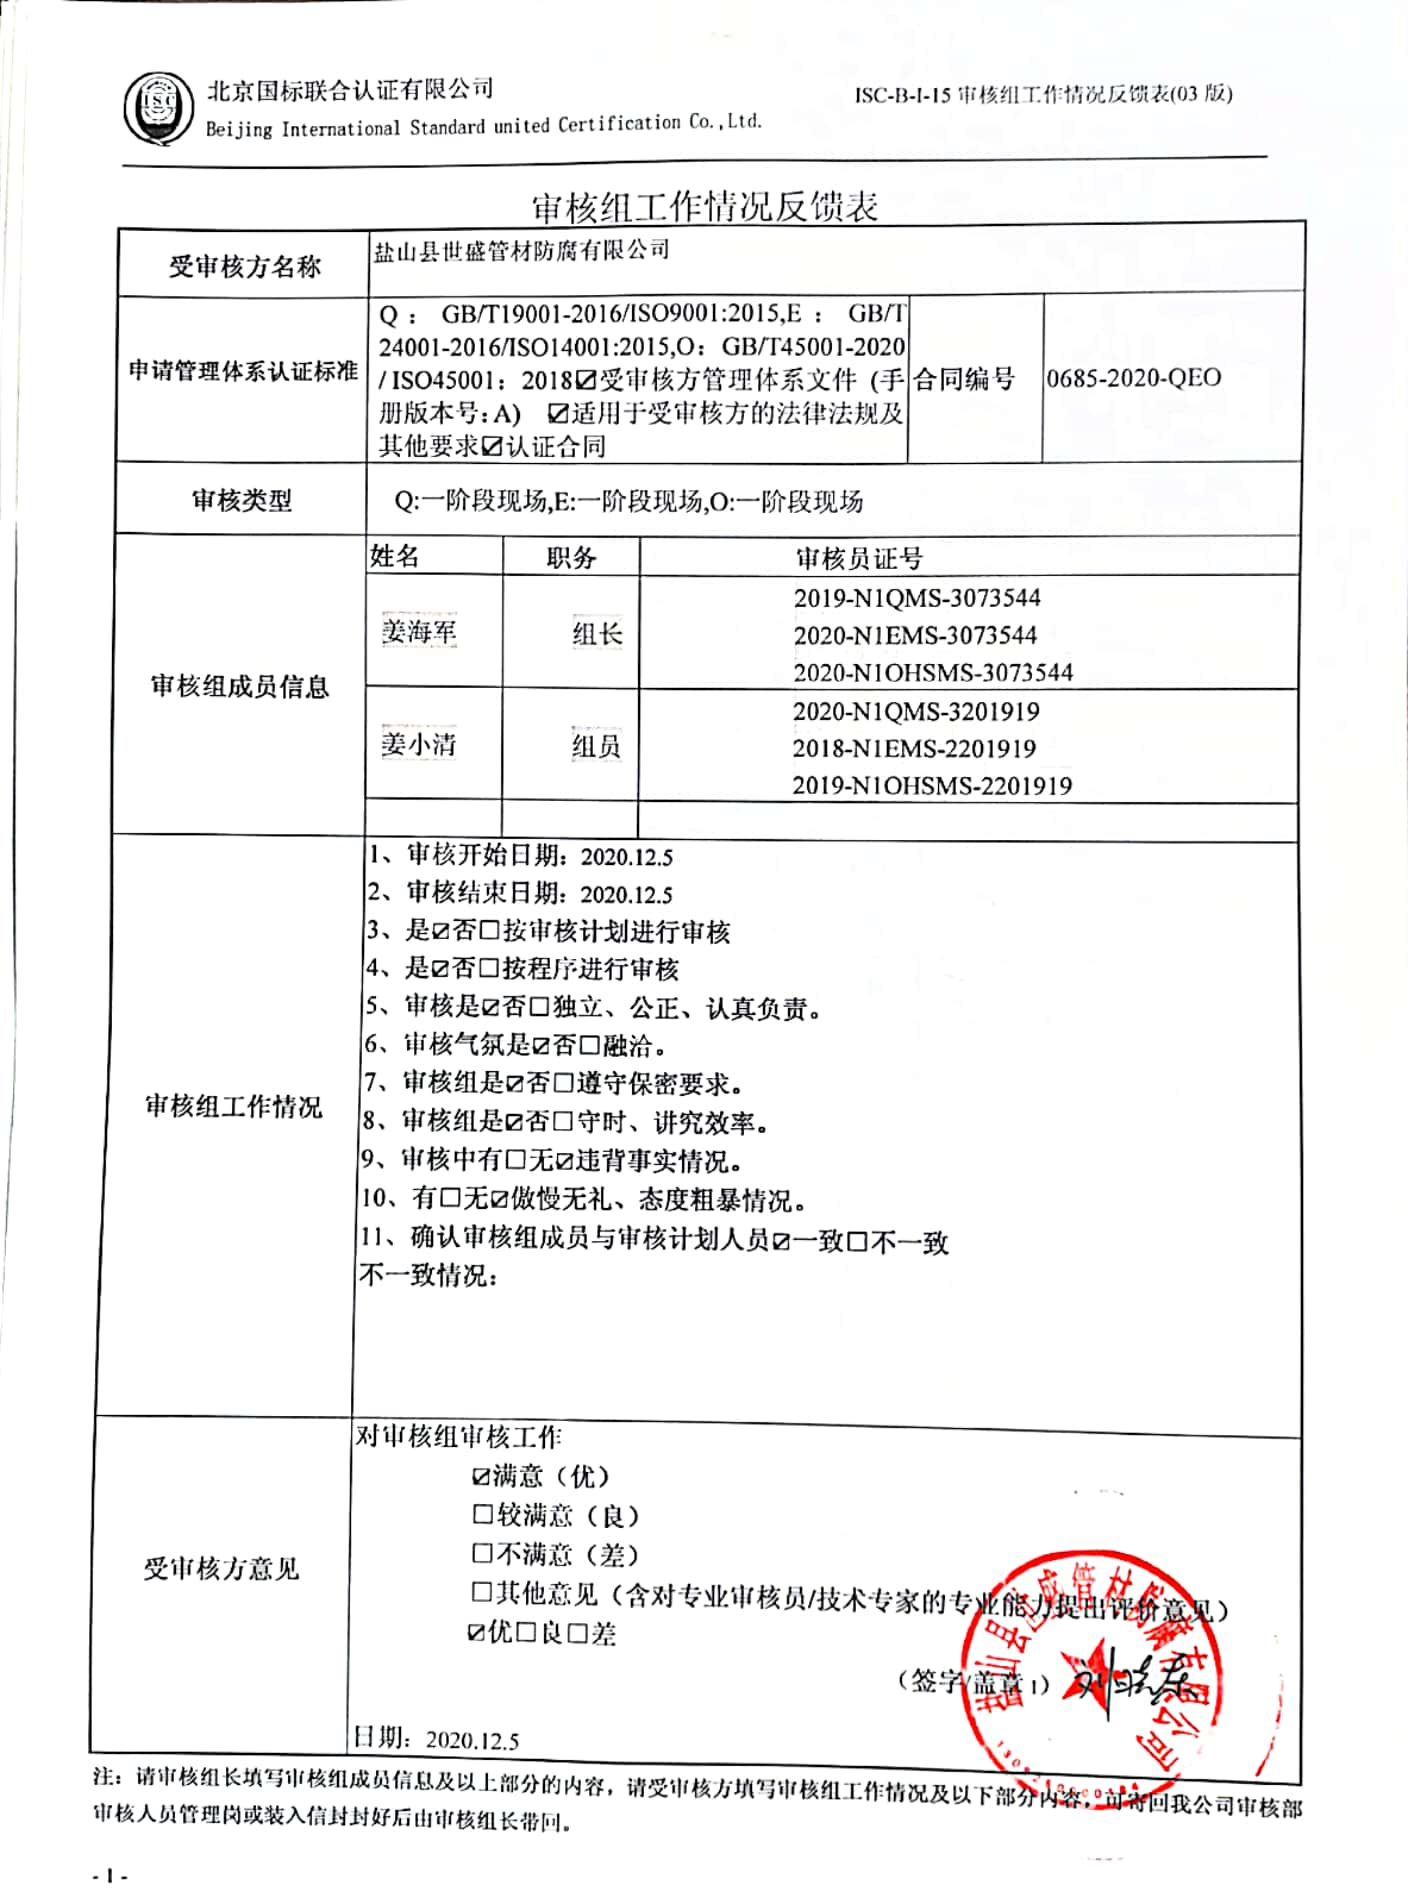 北京国标联合认证有限公司
ISC-B-I-15 审核组工作情况反馈表(03 版)
Beijing International Standard united Certification Co.,Ltd.
ISC
审核组工作情况反馈表
受审核方名称
盐山县世盛管材防腐有限公司
申请管理体系认证标准
Q : GB/T19001-2016/ISO9001:2015,E : GB/T
24001-2016/ISO14001:2015,O: GB/T45001-2020
/ ISO45001: 2018☑受审核方管理体系文件 (手
册版本号: A) ☑适用于受审核方的法律法规及
其他要求☑认证合同
合同编号
0685-2020-QEO
审核类型
Q:一阶段现场,E:一阶段现场,O:一阶段现场
审核组成员信息
姓名 职务 审核员证号
姜海军 组长
2019-N1QMS-3073544
2020-N1EMS-3073544
2020-N1OHSMS-3073544
姜小清 组员
2020-N1QMS-3201919
2018-N1EMS-2201919
2019-N1OHSMS-2201919
审核组工作情况
1、审核开始日期: 2020.12.5
2、审核结束日期: 2020.12.5
3、是☑否□按审核计划进行审核
4、是☑否□按程序进行审核
5、审核是☑否□独立、公正、认真负责。
6、审核气氛是☑否□融洽。
7、审核组是☑否□遵守保密要求。
8、审核组是☑否□守时、讲究效率。
9、审核中有□无☑违背事实情况。
10、有□无☑傲慢无礼、态度粗暴情况。
11、确认审核组成员与审核计划人员☑一致□不一致
不一致情况:
受审核方意见
对审核组审核工作
☑满意（优）
□较满意（良）
□不满意（差）
□其他意见（含对专业审核员/技术专家的专业能力提出评价意见）
☑优□良□差
（签字/盖章 1）
盐山县世盛管材防腐有限公司
日期: 2020.12.5
注: 请审核组长填写审核组成员信息及以上部分的内容，请受审核方填写审核组工作情况及以下部分内容，可寄回我公司审核部
审核人员管理岗或装入信封封好后由审核组长带回。
- 1 -